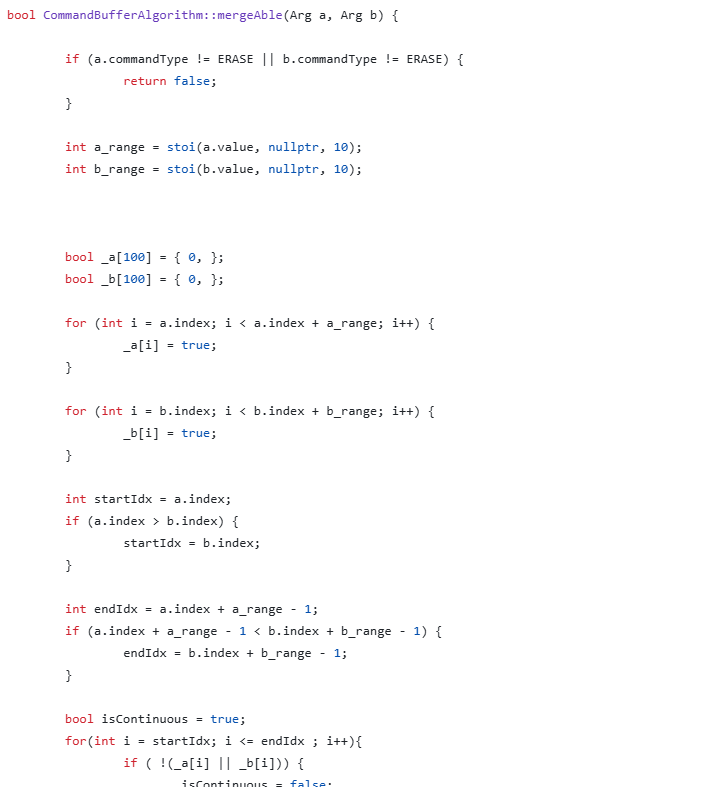 bool CommandBufferAlgorithm::mergeAble(Arg a, Arg b) {
if (a.commandType != ERASE || b.commandType != ERASE) {
return false;
}
int a_range = stoi(a.value, nullptr, 10);
int b_range = stoi(b.value, nullptr, 10);
bool _a[100] = { 0, };
bool _b[100] = { 0, };
for (int i = a.index; i < a.index + a_range; i++) {
_a[i] = true;
}
for (int i = b.index; i < b.index + b_range; i++) {
_b[i] = true;
}
int startIdx = a.index;
if (a.index > b.index) {
startIdx = b.index;
}
int endIdx = a.index + a_range - 1;
if (a.index + a_range - 1 < b.index + b_range - 1) {
endIdx = b.index + b_range - 1;
}
bool isContinuous = true;
for(int i = startIdx; i <= endIdx ; i++){
if ( !(_a[i] || _b[i])) {
isContinuous = false;